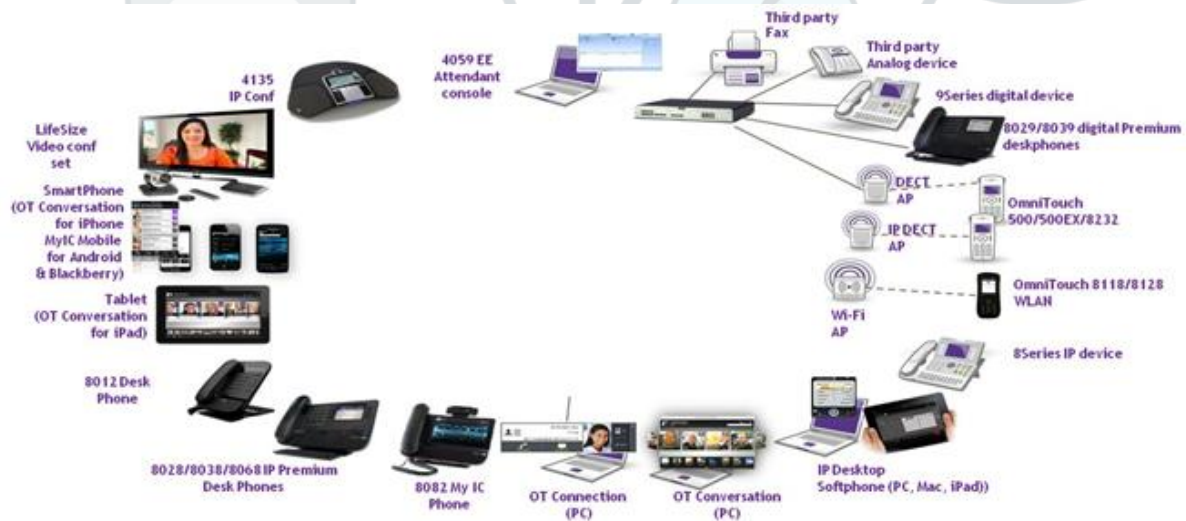 Third party
Fax
Third party
Analog device
4059 EE
Attendant
console
4135
IP Conf
9Series digital device
8029/8039 digital Premium
deskphones
LifeSize
Video conf
set
SmartPhone
(OT Conversation
for iPhone
MyIC Mobile
for Android
& Blackberry)
DECT
AP
OmniTouch
500/500EX/8232
IP DECT
AP
OmniTouch 8118/8128
WLAN
Wi-Fi
AP
Tablet
(OT Conversation
for iPad)
8Series IP device
8012 Desk
Phone
8028/8038/8068 IP Premium
Desk Phones
8082 My IC
Phone
OT Connection
(PC)
OT Conversation
(PC)
IP Desktop
Softphone (PC, Mac, iPad))